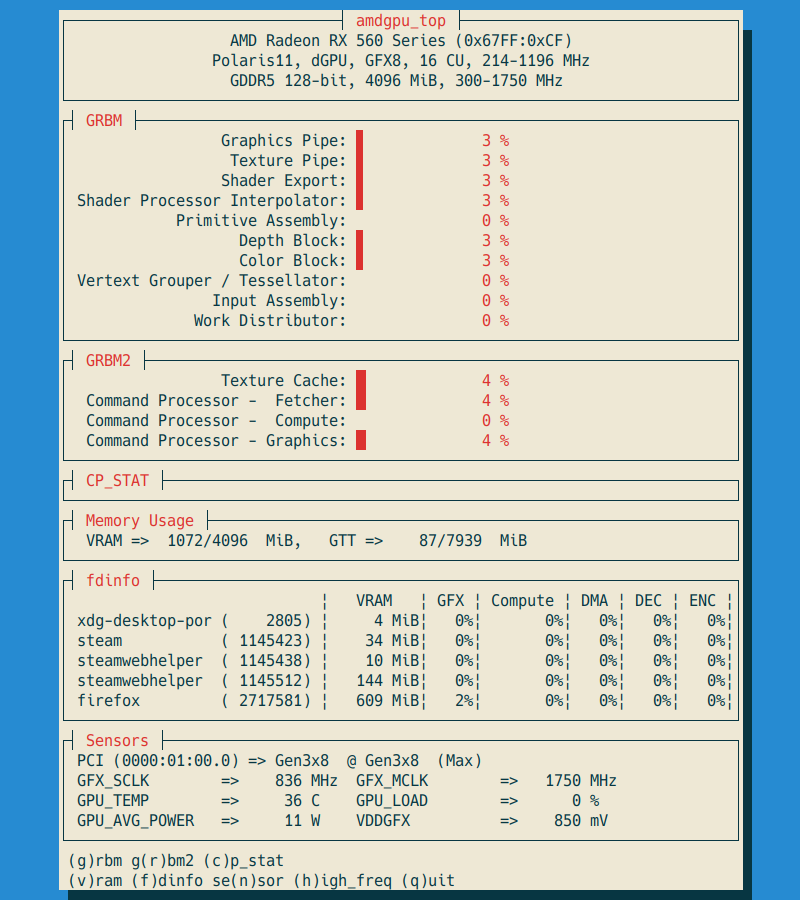 amdgpu_top
AMD Radeon RX 560 Series (0x67FF:0xCF)
Polaris11, dGPU, GFX8, 16 CU, 214-1196 MHz
GDDR5 128-bit, 4096 MiB, 300-1750 MHz
GRBM
Graphics Pipe: 3 %
Texture Pipe: 3 %
Shader Export: 3 %
Shader Processor Interpolator: 3 %
Primitive Assembly: 0 %
Depth Block: 3 %
Color Block: 3 %
Vertext Grouper / Tessellator: 0 %
Input Assembly: 0 %
Work Distributor: 0 %
GRBM2
Texture Cache: 4 %
Command Processor -  Fetcher: 4 %
Command Processor -  Compute: 0 %
Command Processor - Graphics: 4 %
CP_STAT
Memory Usage
VRAM =>  1072/4096  MiB,   GTT =>    87/7939  MiB
fdinfo
¦   VRAM   ¦ GFX ¦ Compute ¦ DMA ¦ DEC ¦ ENC ¦
xdg-desktop-por (    2805) ¦     4 MiB¦   0%¦       0%¦   0%¦   0%¦   0%¦
steam           ( 1145423) ¦    34 MiB¦   0%¦       0%¦   0%¦   0%¦   0%¦
steamwebhelper  ( 1145438) ¦    10 MiB¦   0%¦       0%¦   0%¦   0%¦   0%¦
steamwebhelper  ( 1145512) ¦   144 MiB¦   0%¦       0%¦   0%¦   0%¦   0%¦
firefox         ( 2717581) ¦   609 MiB¦   2%¦       0%¦   0%¦   0%¦   0%¦
Sensors
PCI (0000:01:00.0) => Gen3x8  @ Gen3x8  (Max)
GFX_SCLK        =>    836 MHz  GFX_MCLK        =>   1750 MHz
GPU_TEMP        =>     36 C    GPU_LOAD        =>      0 %
GPU_AVG_POWER   =>     11 W    VDDGFX          =>    850 mV
(g)rbm g(r)bm2 (c)p_stat
(v)ram (f)dinfo se(n)sor (h)igh_freq (q)uit